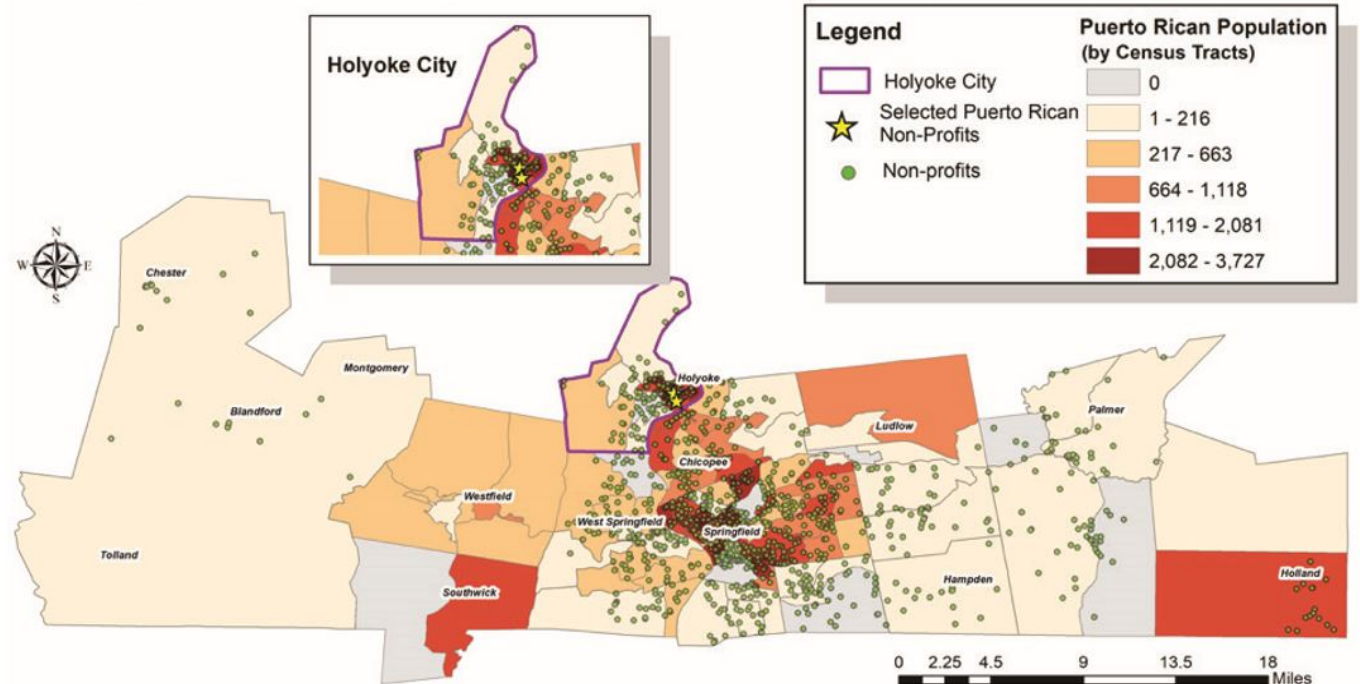 Holyoke City
Legend
Holyoke City
Selected Puerto Rican
Non-Profits
Non-profits
Puerto Rican Population
(by Census Tracts)
0
1 - 216
217 - 663
664 - 1,118
1,119 - 2,081
2,082 - 3,727
N
W E
S
Chester
Montgomery
Blandford
Holyoke
Palmer
Ludlow
Chicopee
Westfield
West Springfield
Springfield
Tolland
Southwick
Hampden
Holland
0 2.25 4.5 9 13.5 18
Miles